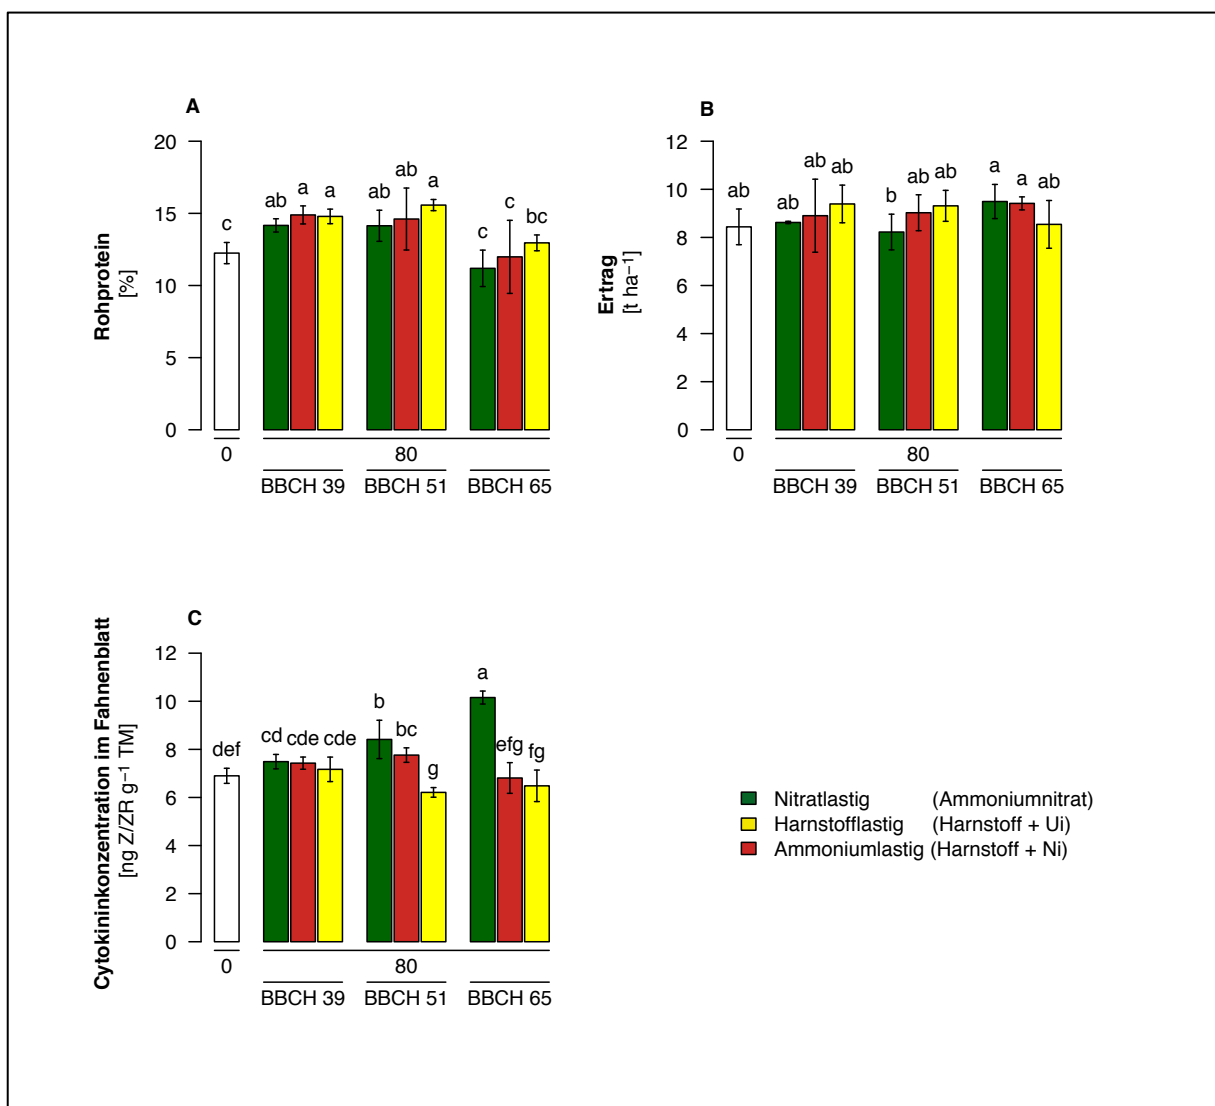 A
Rohprotein
[%]
20
15
10
5
0
c
ab
a
a
ab
ab
a
c
c
bc
0
80
BBCH 39 BBCH 51 BBCH 65
B
Ertrag
[t ha⁻¹]
12
10
8
6
4
2
0
ab
ab
ab
ab
b
ab
ab
a
a
ab
0
80
BBCH 39 BBCH 51 BBCH 65
C
Cytokininkonzentration im Fahnenblatt
[ng Z/ZR g⁻¹ TM]
12
10
8
6
4
2
0
def
cd
cde
cde
b
bc
g
a
efg
fg
0
80
BBCH 39 BBCH 51 BBCH 65
Nitratlastig (Ammoniumnitrat)
Harnstofflastig (Harnstoff + Ui)
Ammoniumlastig (Harnstoff + Ni)